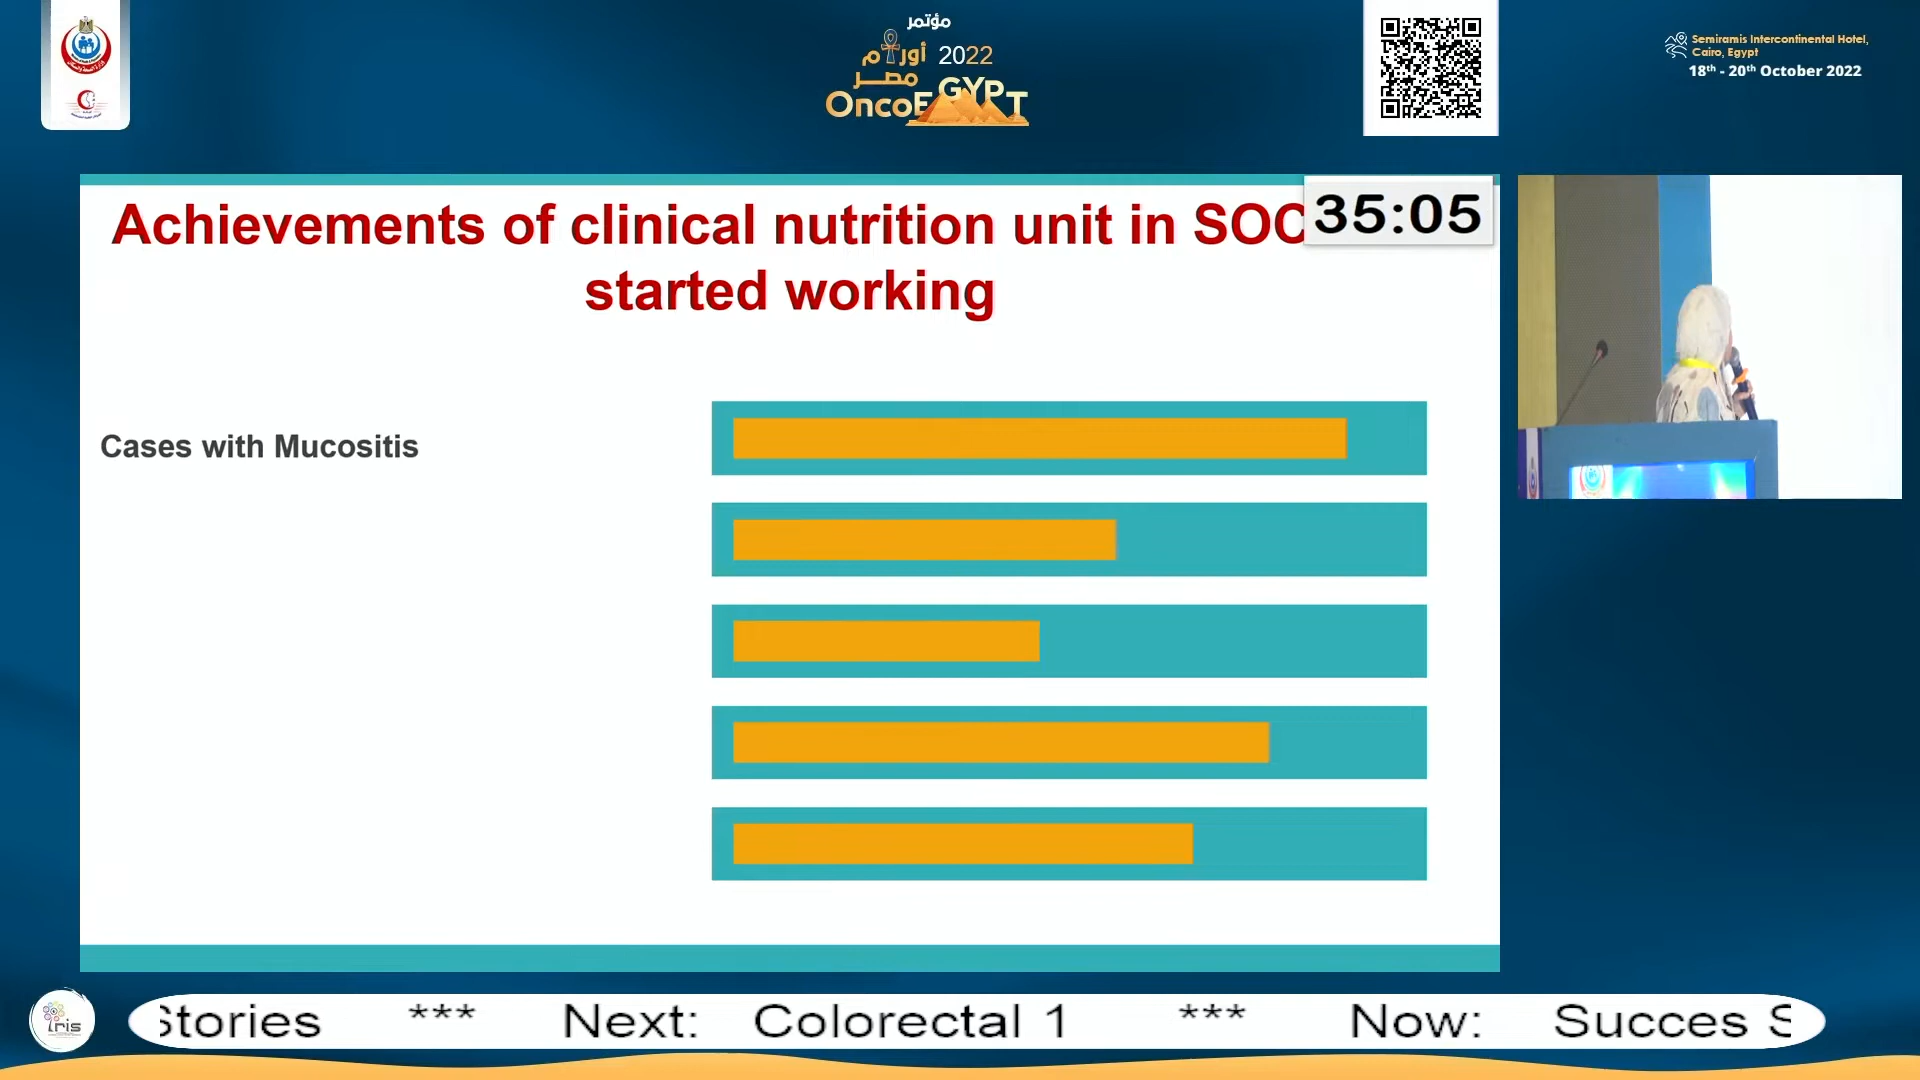 مؤتمر
أورام 2022
مصر
OncoEGYPT
Semiramis Intercontinental Hotel,
Cairo, Egypt
18th - 20th October 2022
Achievements of clinical nutrition unit in SOC
35:05
started working
Cases with Mucositis
iris
Stories *** Next: Colorectal 1 *** Now: Succes S